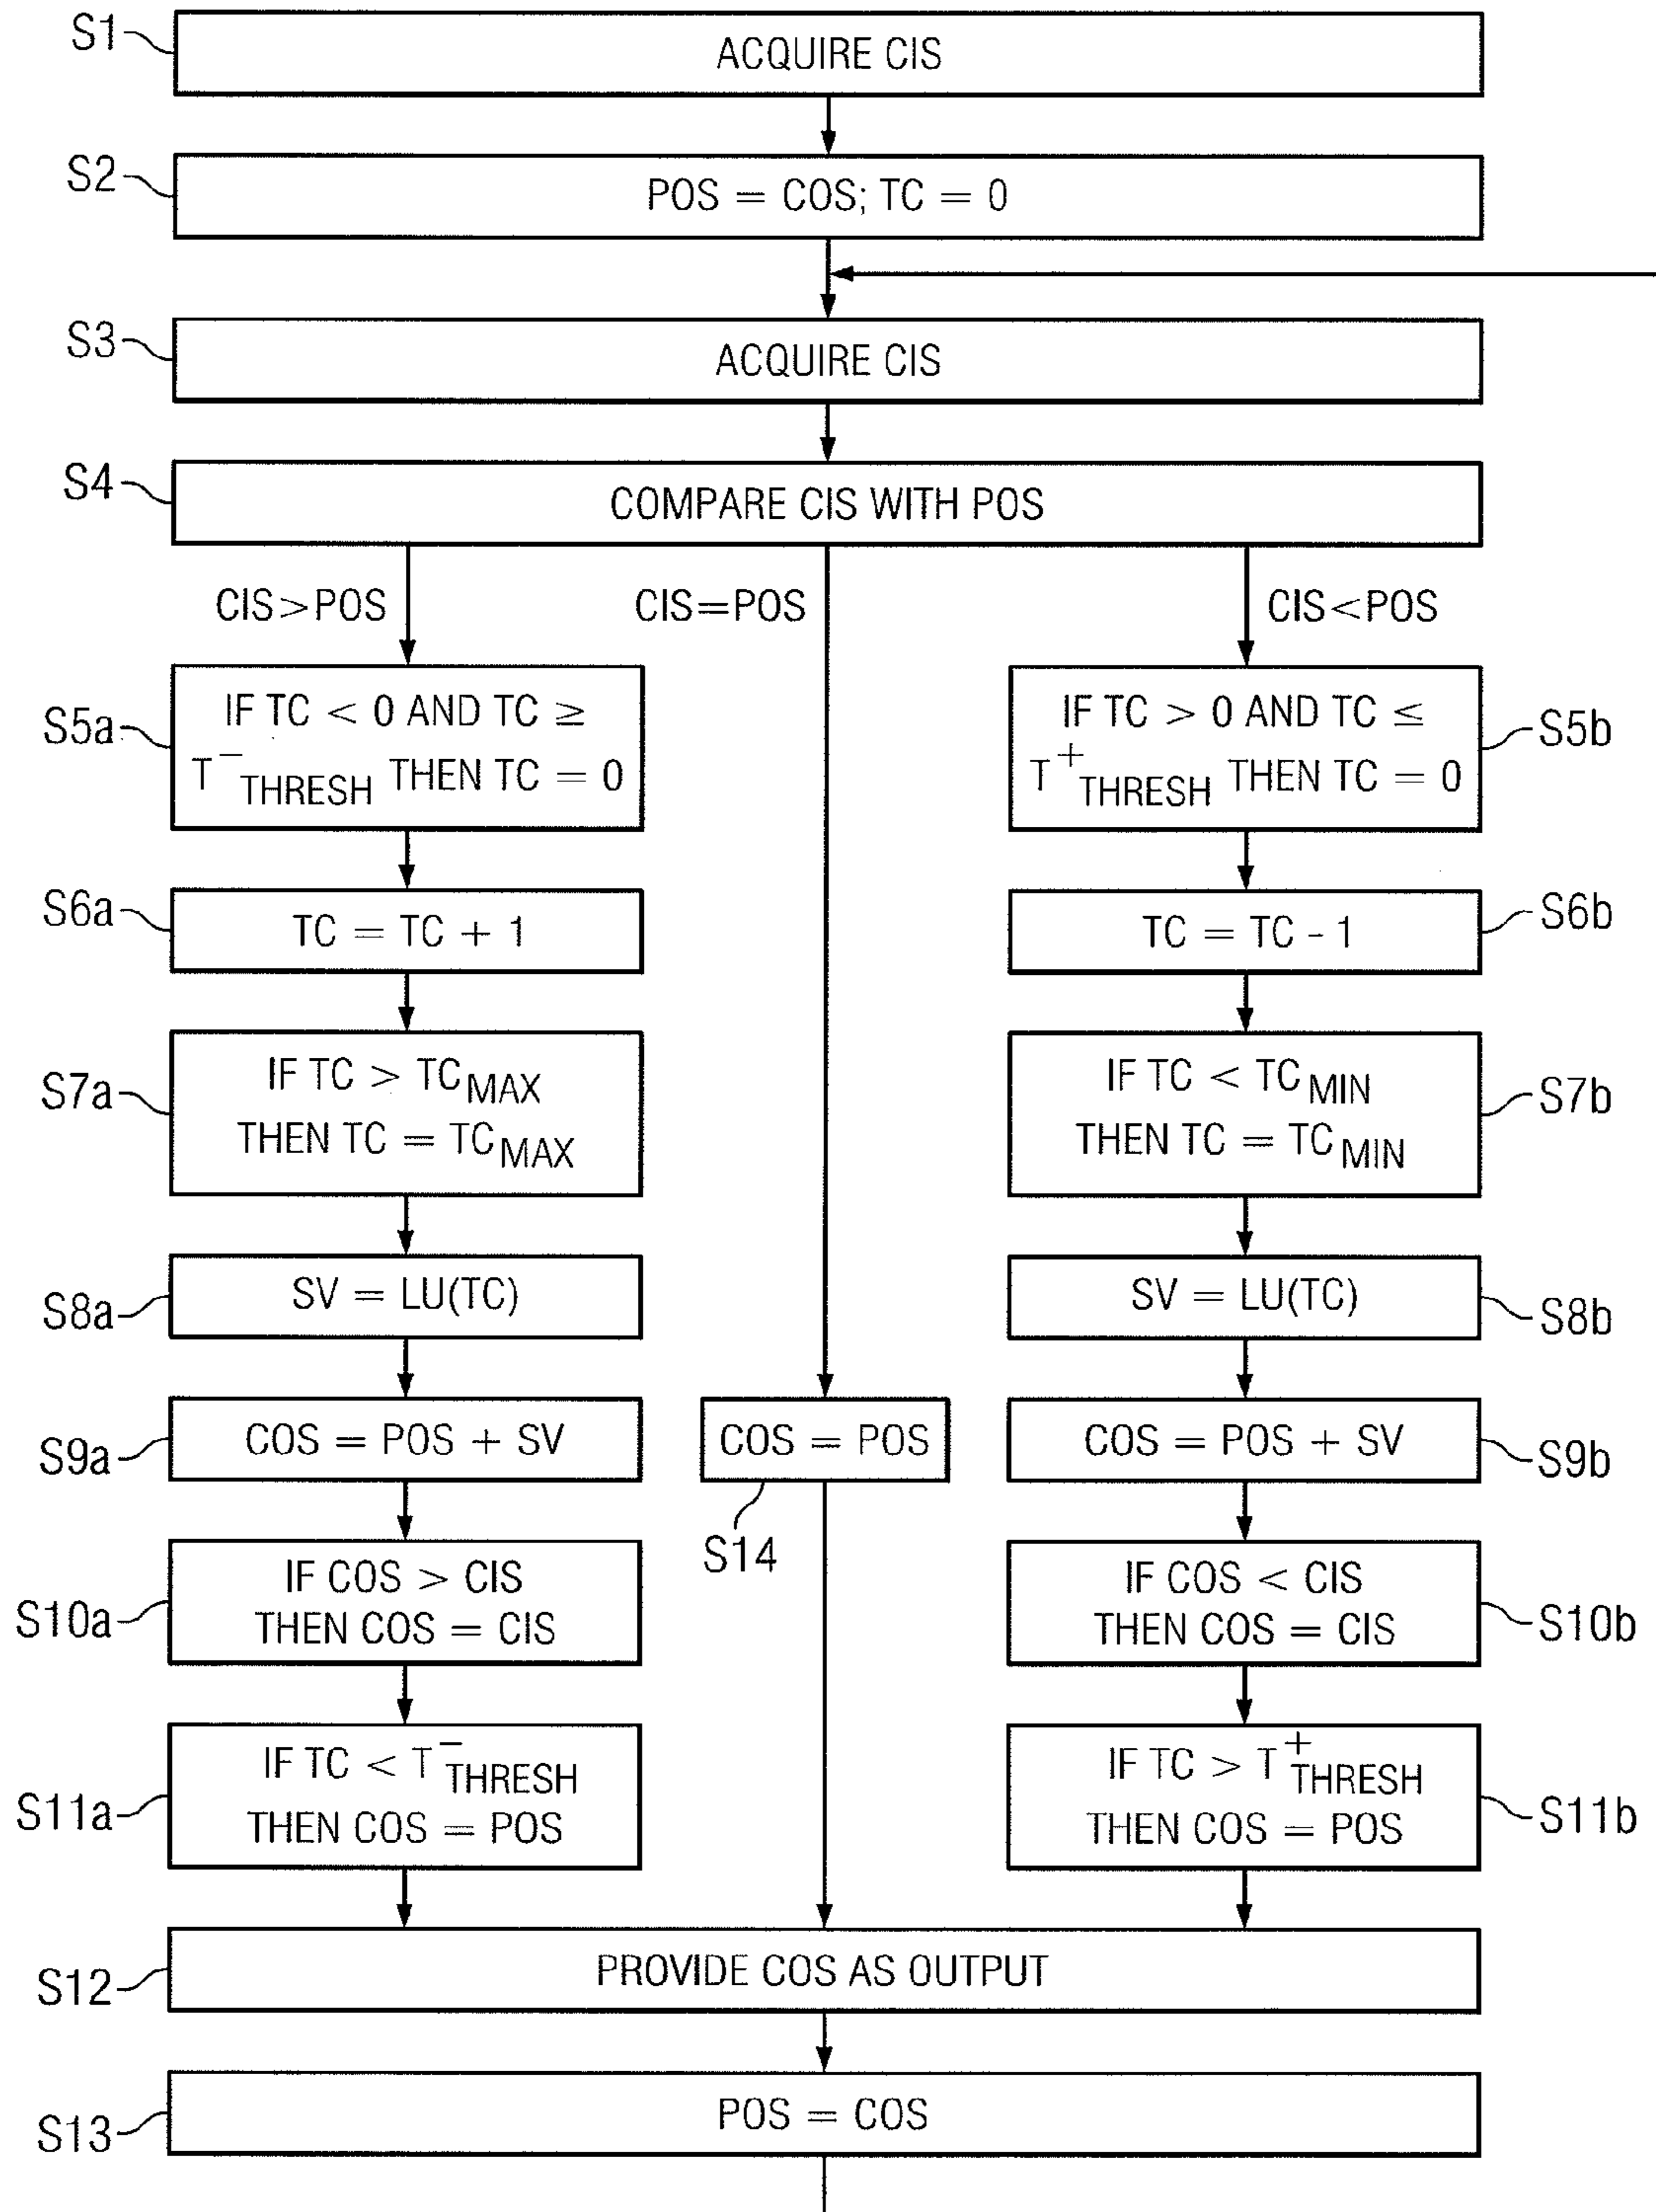 S1
ACQUIRE CIS
S2
POS = COS; TC = 0
S3
ACQUIRE CIS
S4
COMPARE CIS WITH POS
CIS>POS
CIS=POS
CIS<POS
S5a
IF TC < 0 AND TC ≥
T⁻THRESH THEN TC = 0
IF TC > 0 AND TC ≤
T⁺THRESH THEN TC = 0
S5b
S6a
TC = TC + 1
TC = TC - 1
S6b
S7a
IF TC > TCMAX
THEN TC = TCMAX
IF TC < TCMIN
THEN TC = TCMIN
S7b
S8a
SV = LU(TC)
SV = LU(TC)
S8b
S9a
COS = POS + SV
COS = POS
S14
COS = POS + SV
S9b
S10a
IF COS > CIS
THEN COS = CIS
IF COS < CIS
THEN COS = CIS
S10b
S11a
IF TC < T⁻THRESH
THEN COS = POS
IF TC > T⁺THRESH
THEN COS = POS
S11b
S12
PROVIDE COS AS OUTPUT
S13
POS = COS